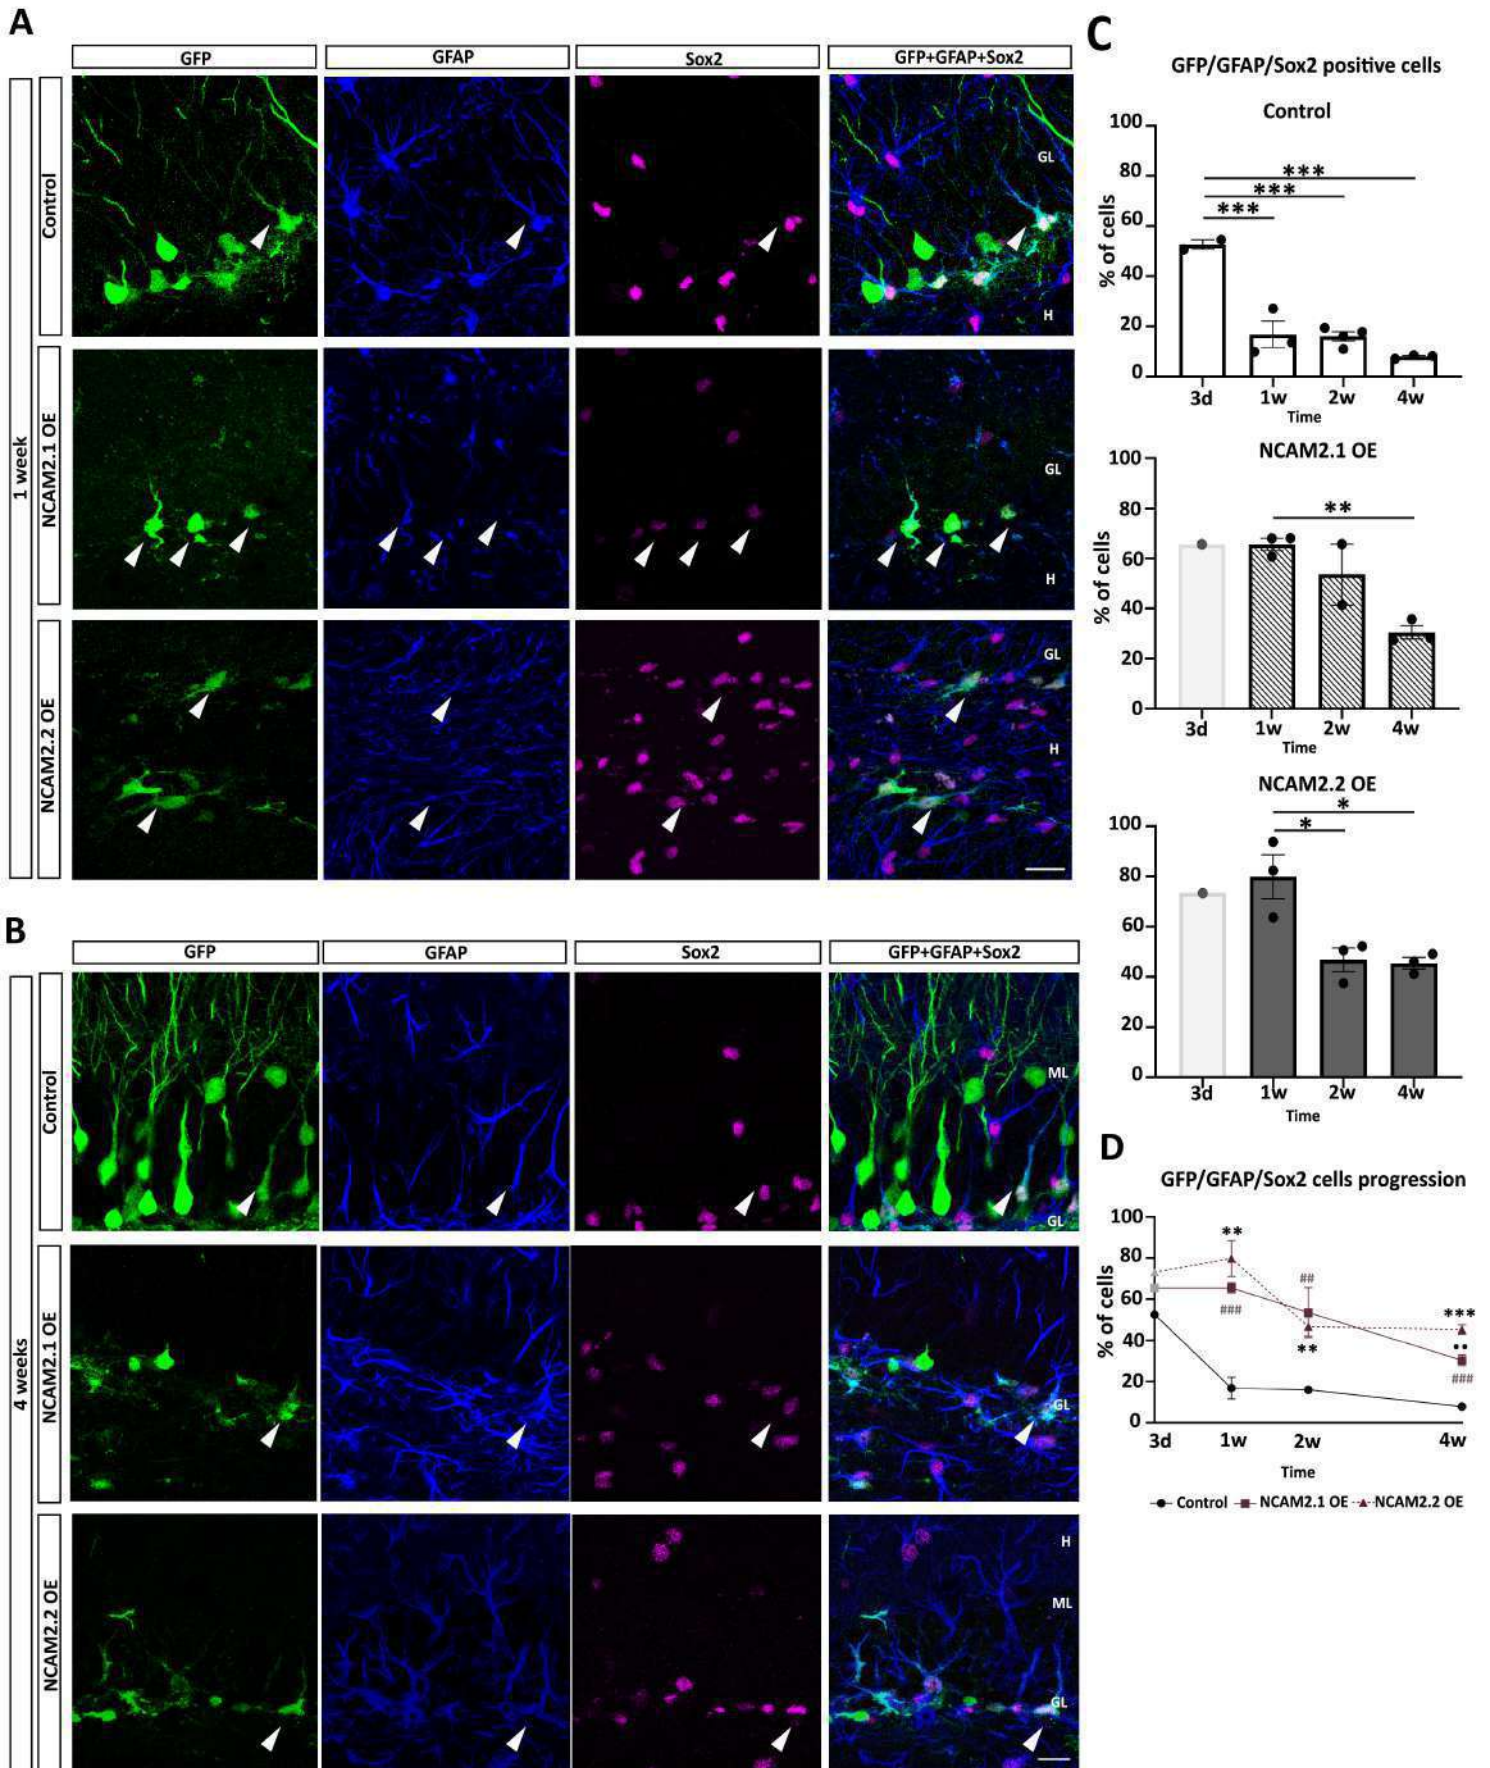 A
GFP GFAP Sox2 GFP+GFAP+Sox2
1 week
Control
GL
H
NCAM2.1 OE
GL
H
NCAM2.2 OE
GL
H
B
GFP GFAP Sox2 GFP+GFAP+Sox2
4 weeks
Control
ML
GL
NCAM2.1 OE
GL
NCAM2.2 OE
H
ML
GL
C
GFP/GFAP/Sox2 positive cells
Control
% of cells
100
80
60
40
20
0
***
***
***
3d 1w 2w 4w
Time
NCAM2.1 OE
% of cells
100
80
60
40
20
0
**
3d 1w 2w 4w
Time
NCAM2.2 OE
% of cells
100
80
60
40
20
0
*
*
3d 1w 2w 4w
Time
D
GFP/GFAP/Sox2 cells progression
% of cells
100
80
60
40
20
0
**
##
###
**
***
••
###
3d 1w 2w 4w
Time
Control NCAM2.1 OE NCAM2.2 OE